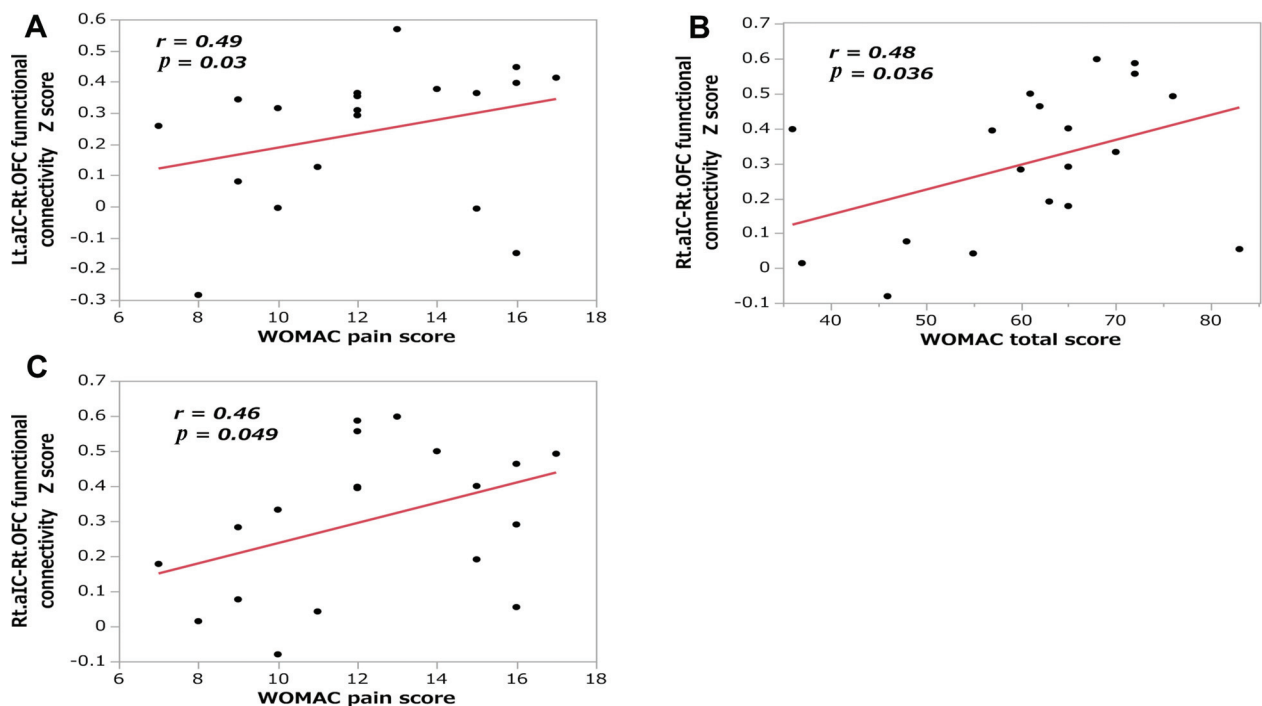 A
Lt.aIC-Rt.OFC funnctional
connectivity Z score
r = 0.49
p = 0.03
0.6
0.5
0.4
0.3
0.2
0.1
0
-0.1
-0.2
-0.3
6 8 10 12 14 16 18
WOMAC pain score
B
Rt.aIC-Rt.OFC funnctional
connectivity Z score
r = 0.48
p = 0.036
0.7
0.6
0.5
0.4
0.3
0.2
0.1
0
-0.1
40 50 60 70 80
WOMAC total score
C
Rt.aIC-Rt.OFC funnctional
connectivity Z score
r = 0.46
p = 0.049
0.7
0.6
0.5
0.4
0.3
0.2
0.1
0
-0.1
6 8 10 12 14 16 18
WOMAC pain score